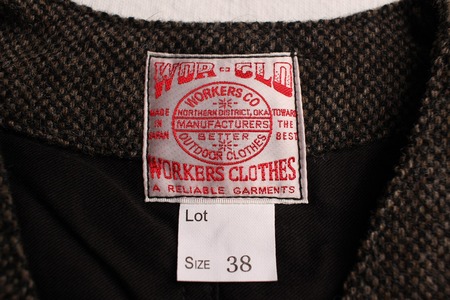 WOR-CLO
WORKERS CO
NORTHERN DISTRICT, OKA
MADE IN JAPAN
TOWARD THE BEST
MANUFACTURERS
BETTER
OUTDOOR CLOTHES
WORKERS CLOTHES
A RELIABLE GARMENTS
Lot
SIZE 38